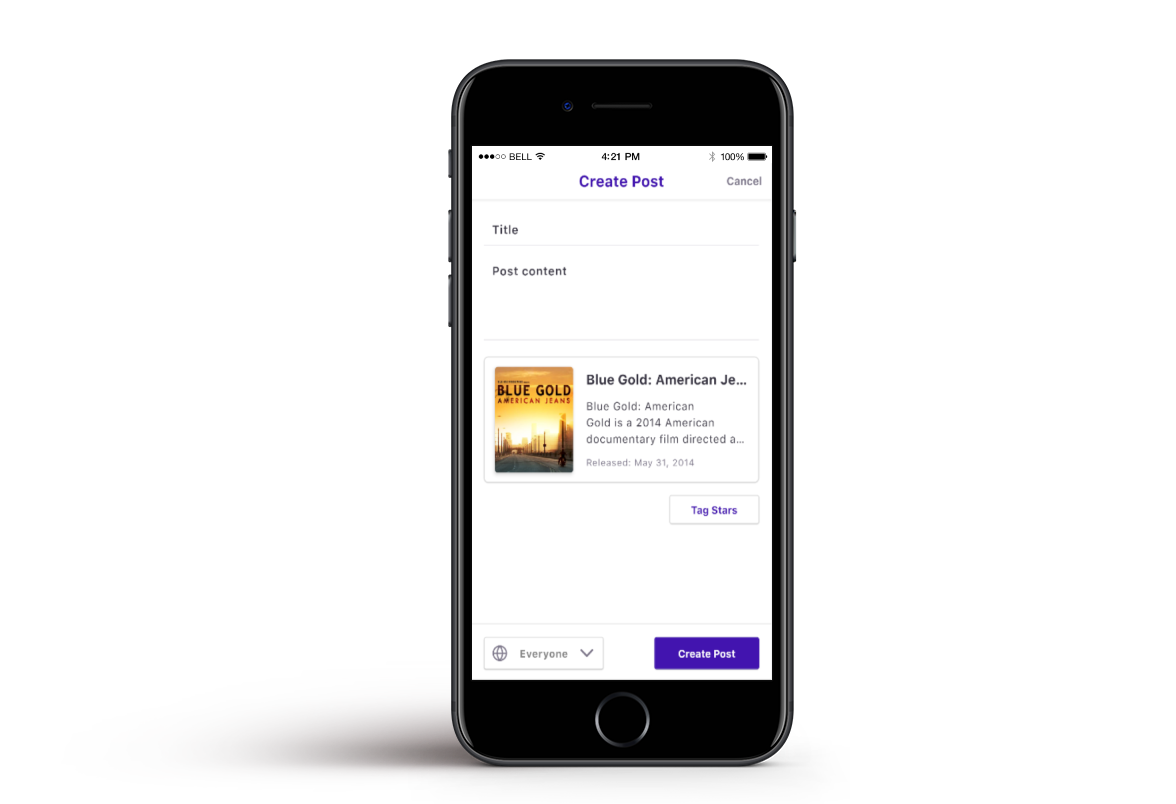 BELL 4:21 PM 100%
Create Post Cancel
Title
Post content
BLUE GOLD
AMERICAN JEANS
Blue Gold: American Je...
Blue Gold: American
Gold is a 2014 American
documentary film directed a...
Released: May 31, 2014
Tag Stars
Everyone
Create Post